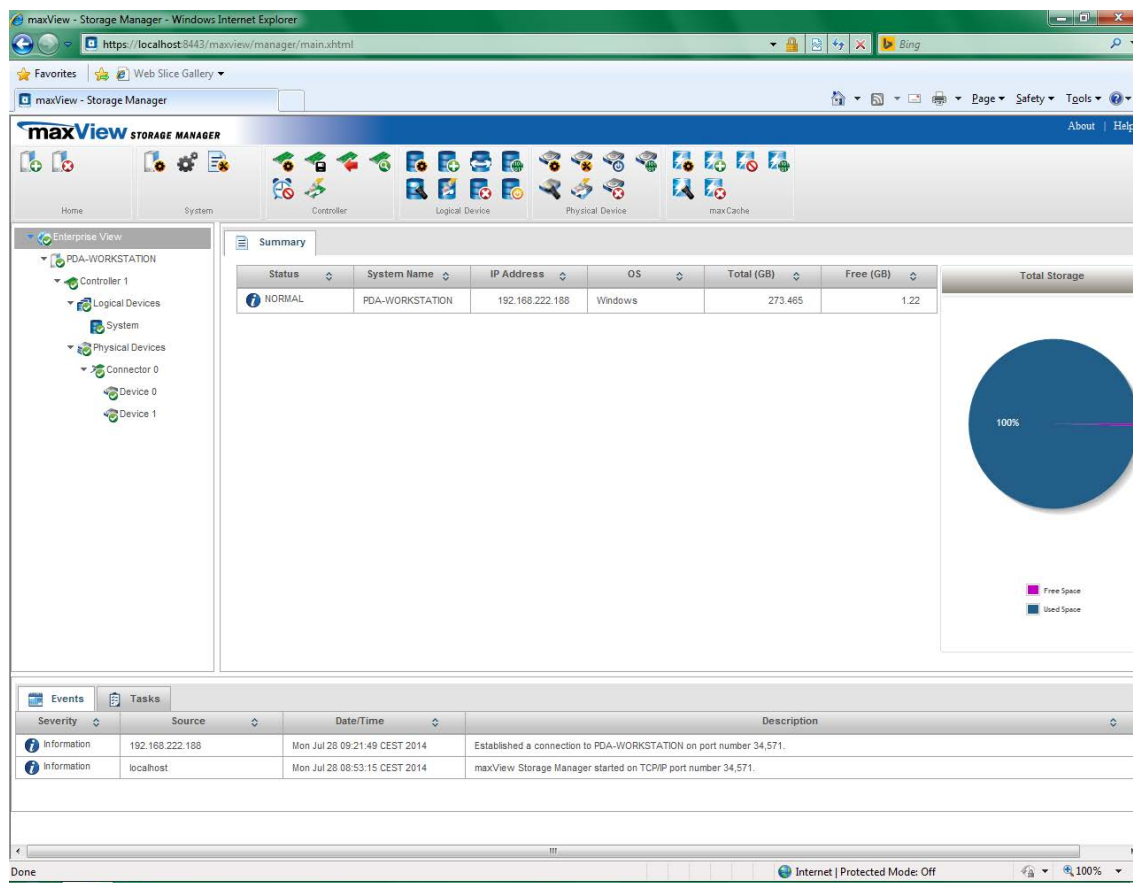 maxView - Storage Manager - Windows Internet Explorer
https://localhost:8443/maxview/manager/main.xhtml
Bing
Favorites
Web Slice Gallery
maxView - Storage Manager
Page
Safety
Tools
maxView STORAGE MANAGER
About | Help
Home
System
Controller
Logical Device
Physical Device
maxCache
Enterprise View
PDA-WORKSTATION
Controller 1
Logical Devices
System
Physical Devices
Connector 0
Device 0
Device 1
Summary
Status System Name IP Address OS Total (GB) Free (GB)
NORMAL PDA-WORKSTATION 192.168.222.188 Windows 273.465 1.22
Total Storage
100%
Free Space
Used Space
Events Tasks
Severity Source Date/Time Description
Information 192.168.222.188 Mon Jul 28 09:21:49 CEST 2014 Established a connection to PDA-WORKSTATION on port number 34,571.
Information localhost Mon Jul 28 08:53:15 CEST 2014 maxView Storage Manager started on TCP/IP port number 34,571.
Done
Internet | Protected Mode: Off
100%